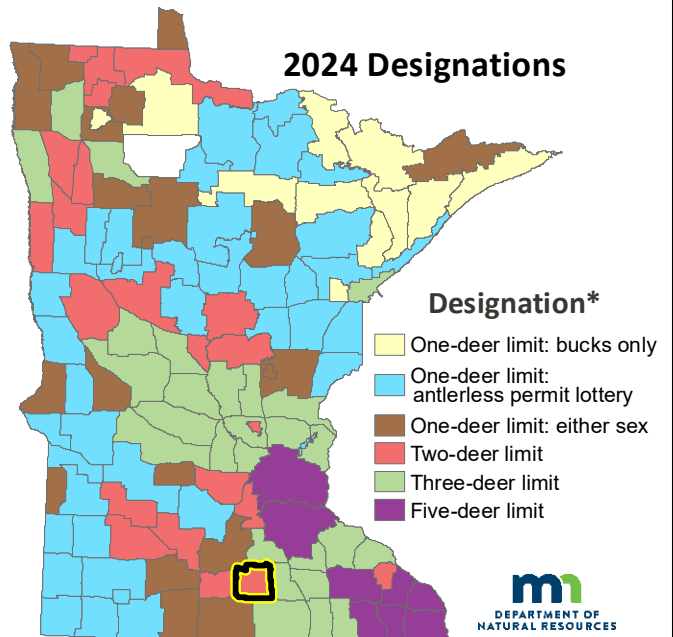 2024 Designations
Designation*
One-deer limit: bucks only
One-deer limit:
antlerless permit lottery
One-deer limit: either sex
Two-deer limit
Three-deer limit
Five-deer limit
mn
DEPARTMENT OF
NATURAL RESOURCES